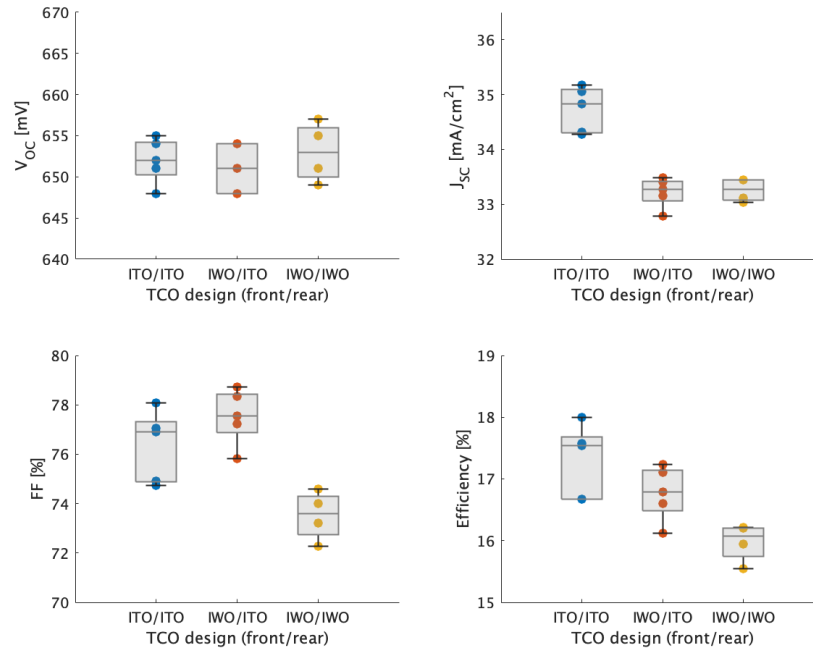 670
665
660
655
650
645
640
V_OC [mV]
ITO/ITO IWO/ITO IWO/IWO
TCO design (front/rear)
36
35
34
33
32
J_SC [mA/cm²]
ITO/ITO IWO/ITO IWO/IWO
TCO design (front/rear)
80
78
76
74
72
70
FF [%]
ITO/ITO IWO/ITO IWO/IWO
TCO design (front/rear)
19
18
17
16
15
Efficiency [%]
ITO/ITO IWO/ITO IWO/IWO
TCO design (front/rear)